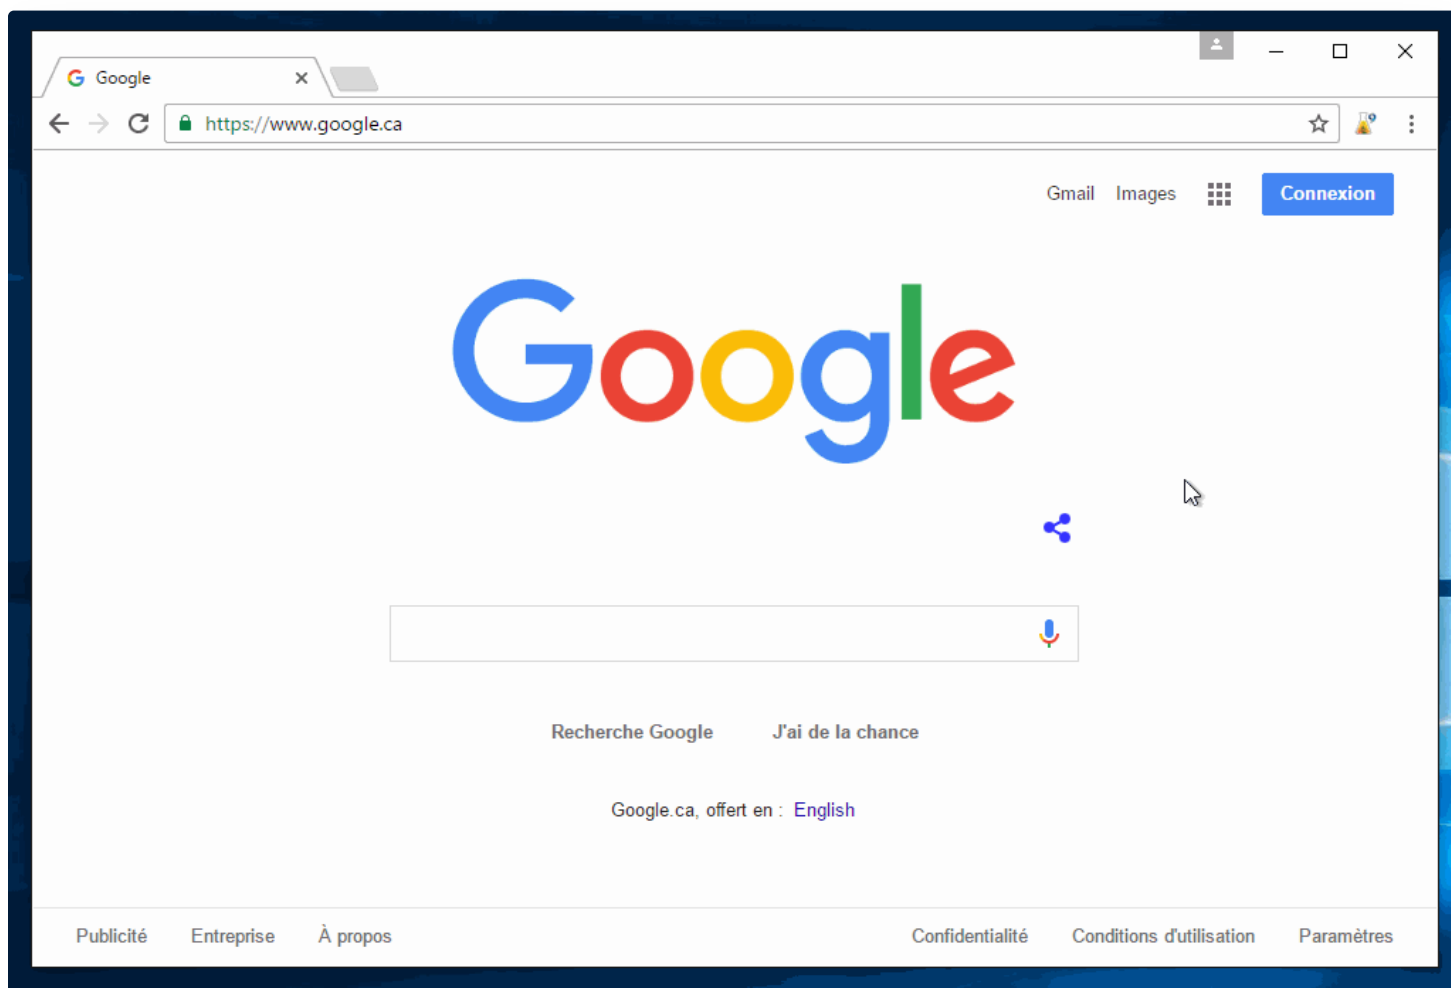 Google
https://www.google.ca
Gmail Images Connexion
Google
Recherche Google J'ai de la chance
Google.ca, offert en : English
Publicité Entreprise À propos Confidentialité Conditions d'utilisation Paramètres